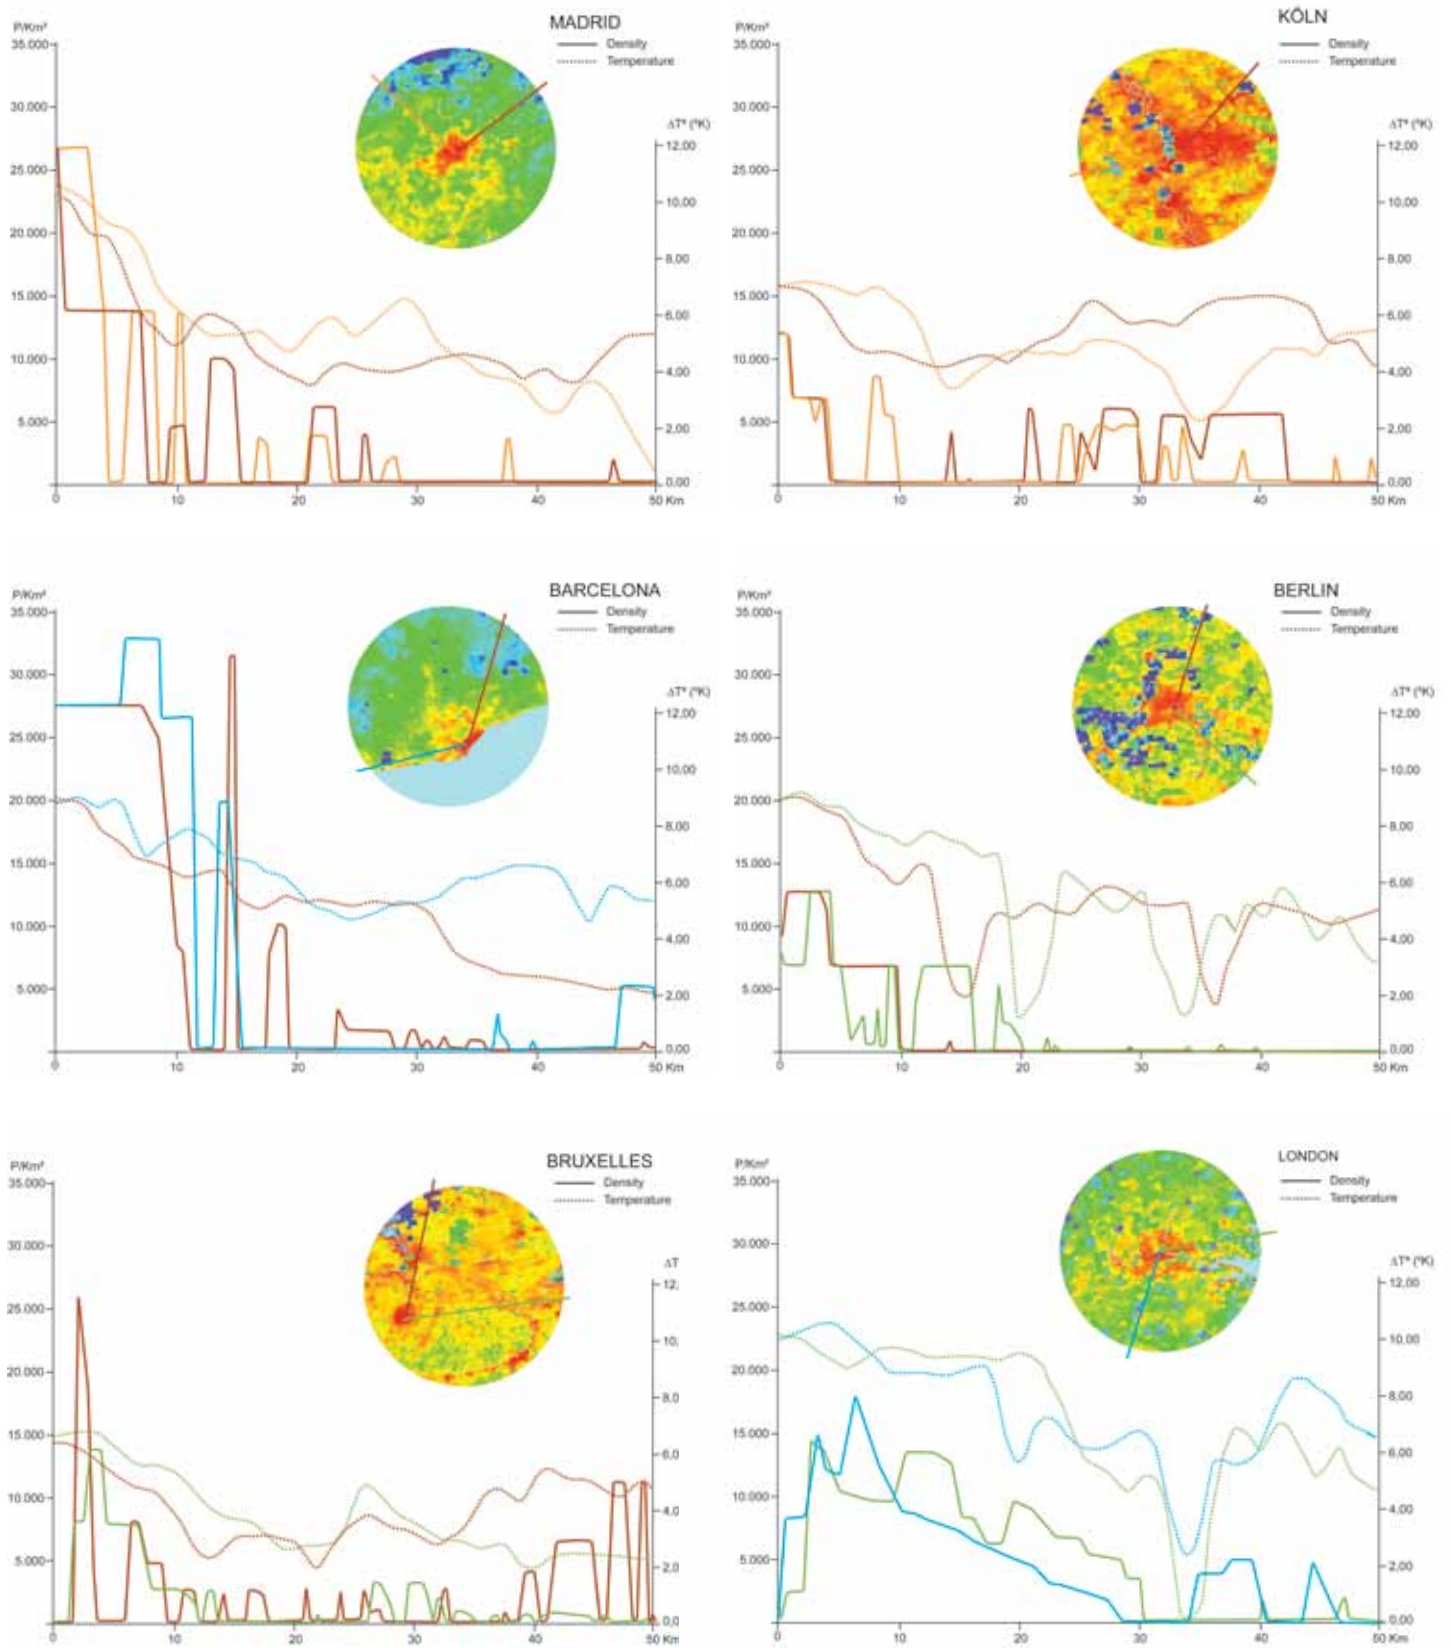 MADRID
P/Km²
Density
Temperature
35.000
30.000
25.000
20.000
15.000
10.000
5.000
ΔTª (ºK)
12,00
10,00
8,00
6,00
4,00
2,00
0,00
0 10 20 30 40 50 Km
KÖLN
P/Km²
Density
Temperature
35.000
30.000
25.000
20.000
15.000
10.000
5.000
ΔTª (ºK)
12,00
10,00
8,00
6,00
4,00
2,00
0,00
0 10 20 30 40 50 Km
BARCELONA
P/Km²
Density
Temperature
35.000
30.000
25.000
20.000
15.000
10.000
5.000
ΔTª (ºK)
12,00
10,00
8,00
6,00
4,00
2,00
0,00
0 10 20 30 40 50 Km
BERLIN
P/Km²
Density
Temperature
35.000
30.000
25.000
20.000
15.000
10.000
5.000
ΔTª (ºK)
12,00
10,00
8,00
6,00
4,00
2,00
0,00
0 10 20 30 40 50 Km
BRUXELLES
P/Km²
Density
Temperature
35.000
30.000
25.000
20.000
15.000
10.000
5.000
ΔT
12,
10,
8,0
6,0
4,0
2,0
0,0
0 10 20 30 40 50 Km
LONDON
P/Km²
Density
Temperature
35.000
30.000
25.000
20.000
15.000
10.000
5.000
ΔTª (ºK)
12,00
10,00
8,00
6,00
4,00
2,00
0,00
0 10 20 30 40 50 Km